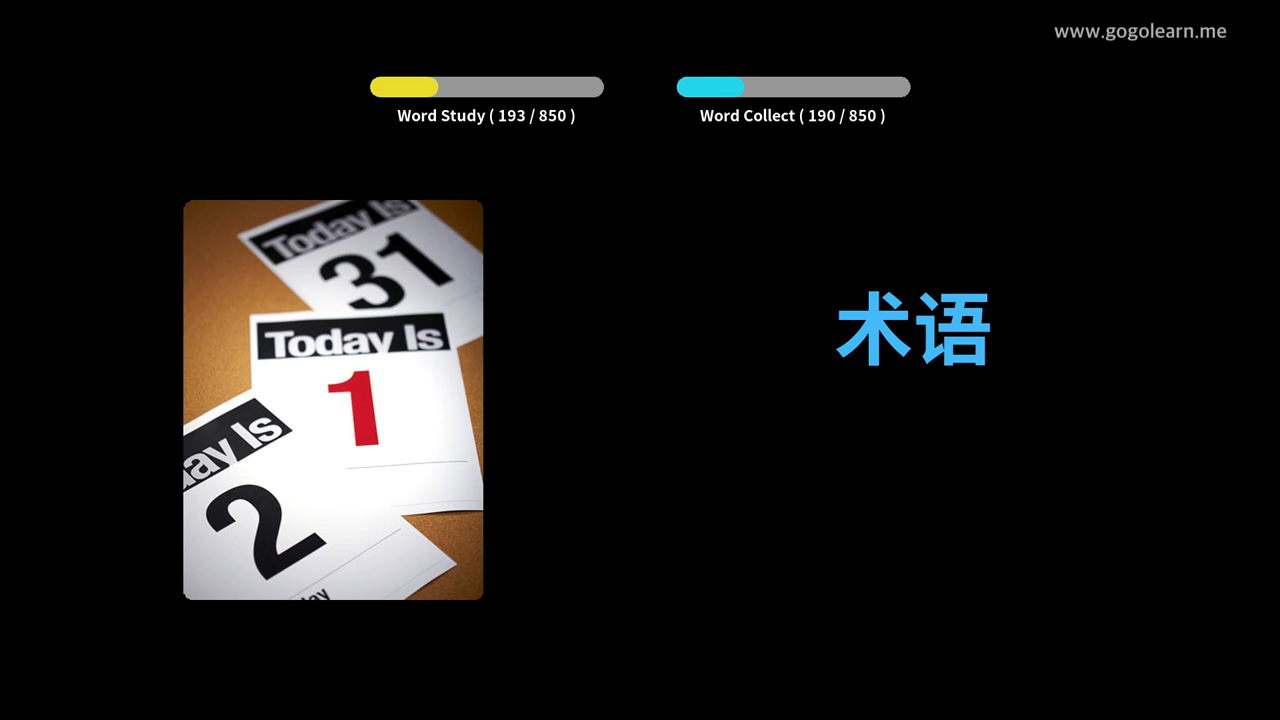 www.gogolearn.me
Word Study ( 193 / 850 )
Word Collect ( 190 / 850 )
Today Is
31
Today Is
1
day Is
2
术语